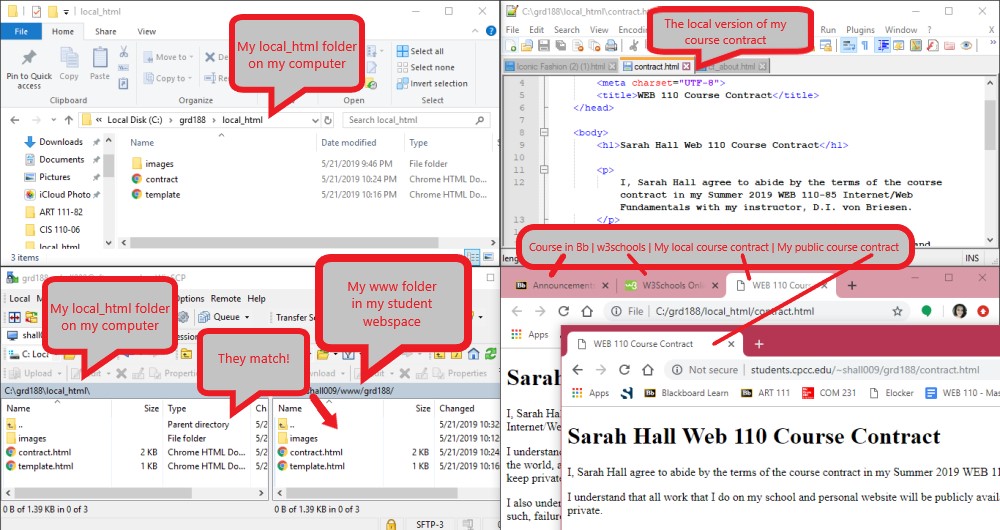 local_html
File
Home
Share
View
Pin to Quick access
Copy
Paste
Move to
Copy to
Select all
Select none
Invert selection
Clipboard
Organize
Open
Select
My local_html folder
on my computer
Local Disk (C:) > grd188 > local_html
Search local_html
Name
Date modified
Type
Downloads
Documents
Pictures
iCloud Photo
ART 111-82
CIS 110-06
local_html
images 5/21/2019 9:46 PM File folder
contract 5/21/2019 10:24 PM Chrome HTML Do...
template 5/21/2019 10:16 PM Chrome HTML Do...
3 items
C:\grd188\local_html\contract.html
File Edit Search View Run Plugins Window ?
The local version of my
course contract
Iconic Fashion (2) (1).html
contract.html
_about.html
4 <meta charset="UTF-8">
5 <title>WEB 110 Course Contract</title>
6 </head>
7
8 <body>
9 <h1>Sarah Hall Web 110 Course Contract</h1>
10
11 <p>
12 I, Sarah Hall agree to abide by the terms of the course
contract in my Summer 2019 WEB 110-85 Internet/Web
Fundamentals with my instructor, D.I. von Briesen.
13 </p>
and
INS
Course in Bb | w3schools | My local course contract | My public course contract
Local
Options Remote Help
Queue
Transfer Se
My local_html folder
on my computer
They match!
My www folder
in my student
webspace
C: Local
Upload
Edit
Properties
Edit
Properties
C:\grd188\local_html\
Name Size Type
..  Parent directory 5/2
images File folder 5/2
contract.html 2 KB Chrome HTML Do... 5/2
template.html 1 KB Chrome HTML Do... 5/2
0 B of 1.39 KB in 0 of 3
shall009/www/grd188/
Name Size Changed
.. 5/21/2019 10:32
images 5/21/2019 10:12
contract.html 2 KB 5/21/2019 10:24
template.html 1 KB 5/21/2019 10:16
0 B of 1.39 KB in 0 of 3
SFTP-3
Announcements
W3Schools Onli
WEB 110 Cours
File | C:/grd188/local_html/contract.html
Apps
Sarah
I, Sarah Ha
Internet/We
I understand
the world, a
keep private
I also under
such, failure
WEB 110 Course Contract
Not secure | students.cpcc.edu/~shall009/grd188/contract.html
Apps
Blackboard Learn
ART 111
COM 231
Elocker
WEB 110 - Mas
Sarah Hall Web 110 Course Contract
I, Sarah Hall agree to abide by the terms of the course contract in my Summer 2019 WEB 110
I understand that all work that I do on my school and personal website will be publicly avai
private.